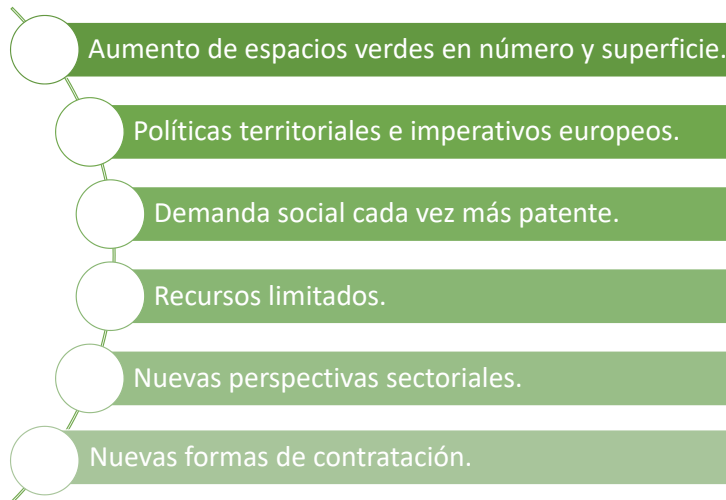 Aumento de espacios verdes en número y superficie.
Políticas territoriales e imperativos europeos.
Demanda social cada vez más patente.
Recursos limitados.
Nuevas perspectivas sectoriales.
Nuevas formas de contratación.